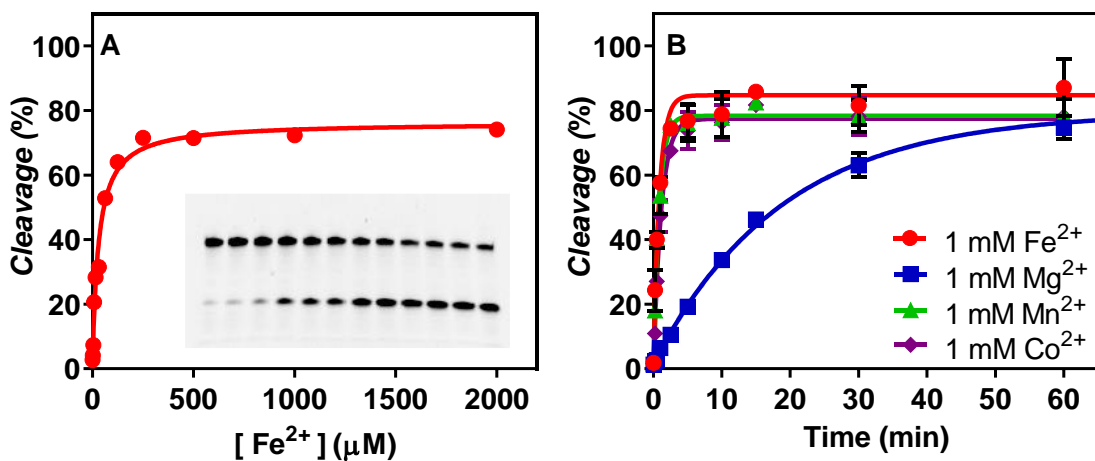 A
100
80
60
40
20
0
Cleavage (%)
0 500 1000 1500 2000
[ Fe²⁺ ] (μM)
B
100
80
60
40
20
0
Cleavage (%)
1 mM Fe²⁺
1 mM Mg²⁺
1 mM Mn²⁺
1 mM Co²⁺
0 10 20 30 40 50 60
Time (min)